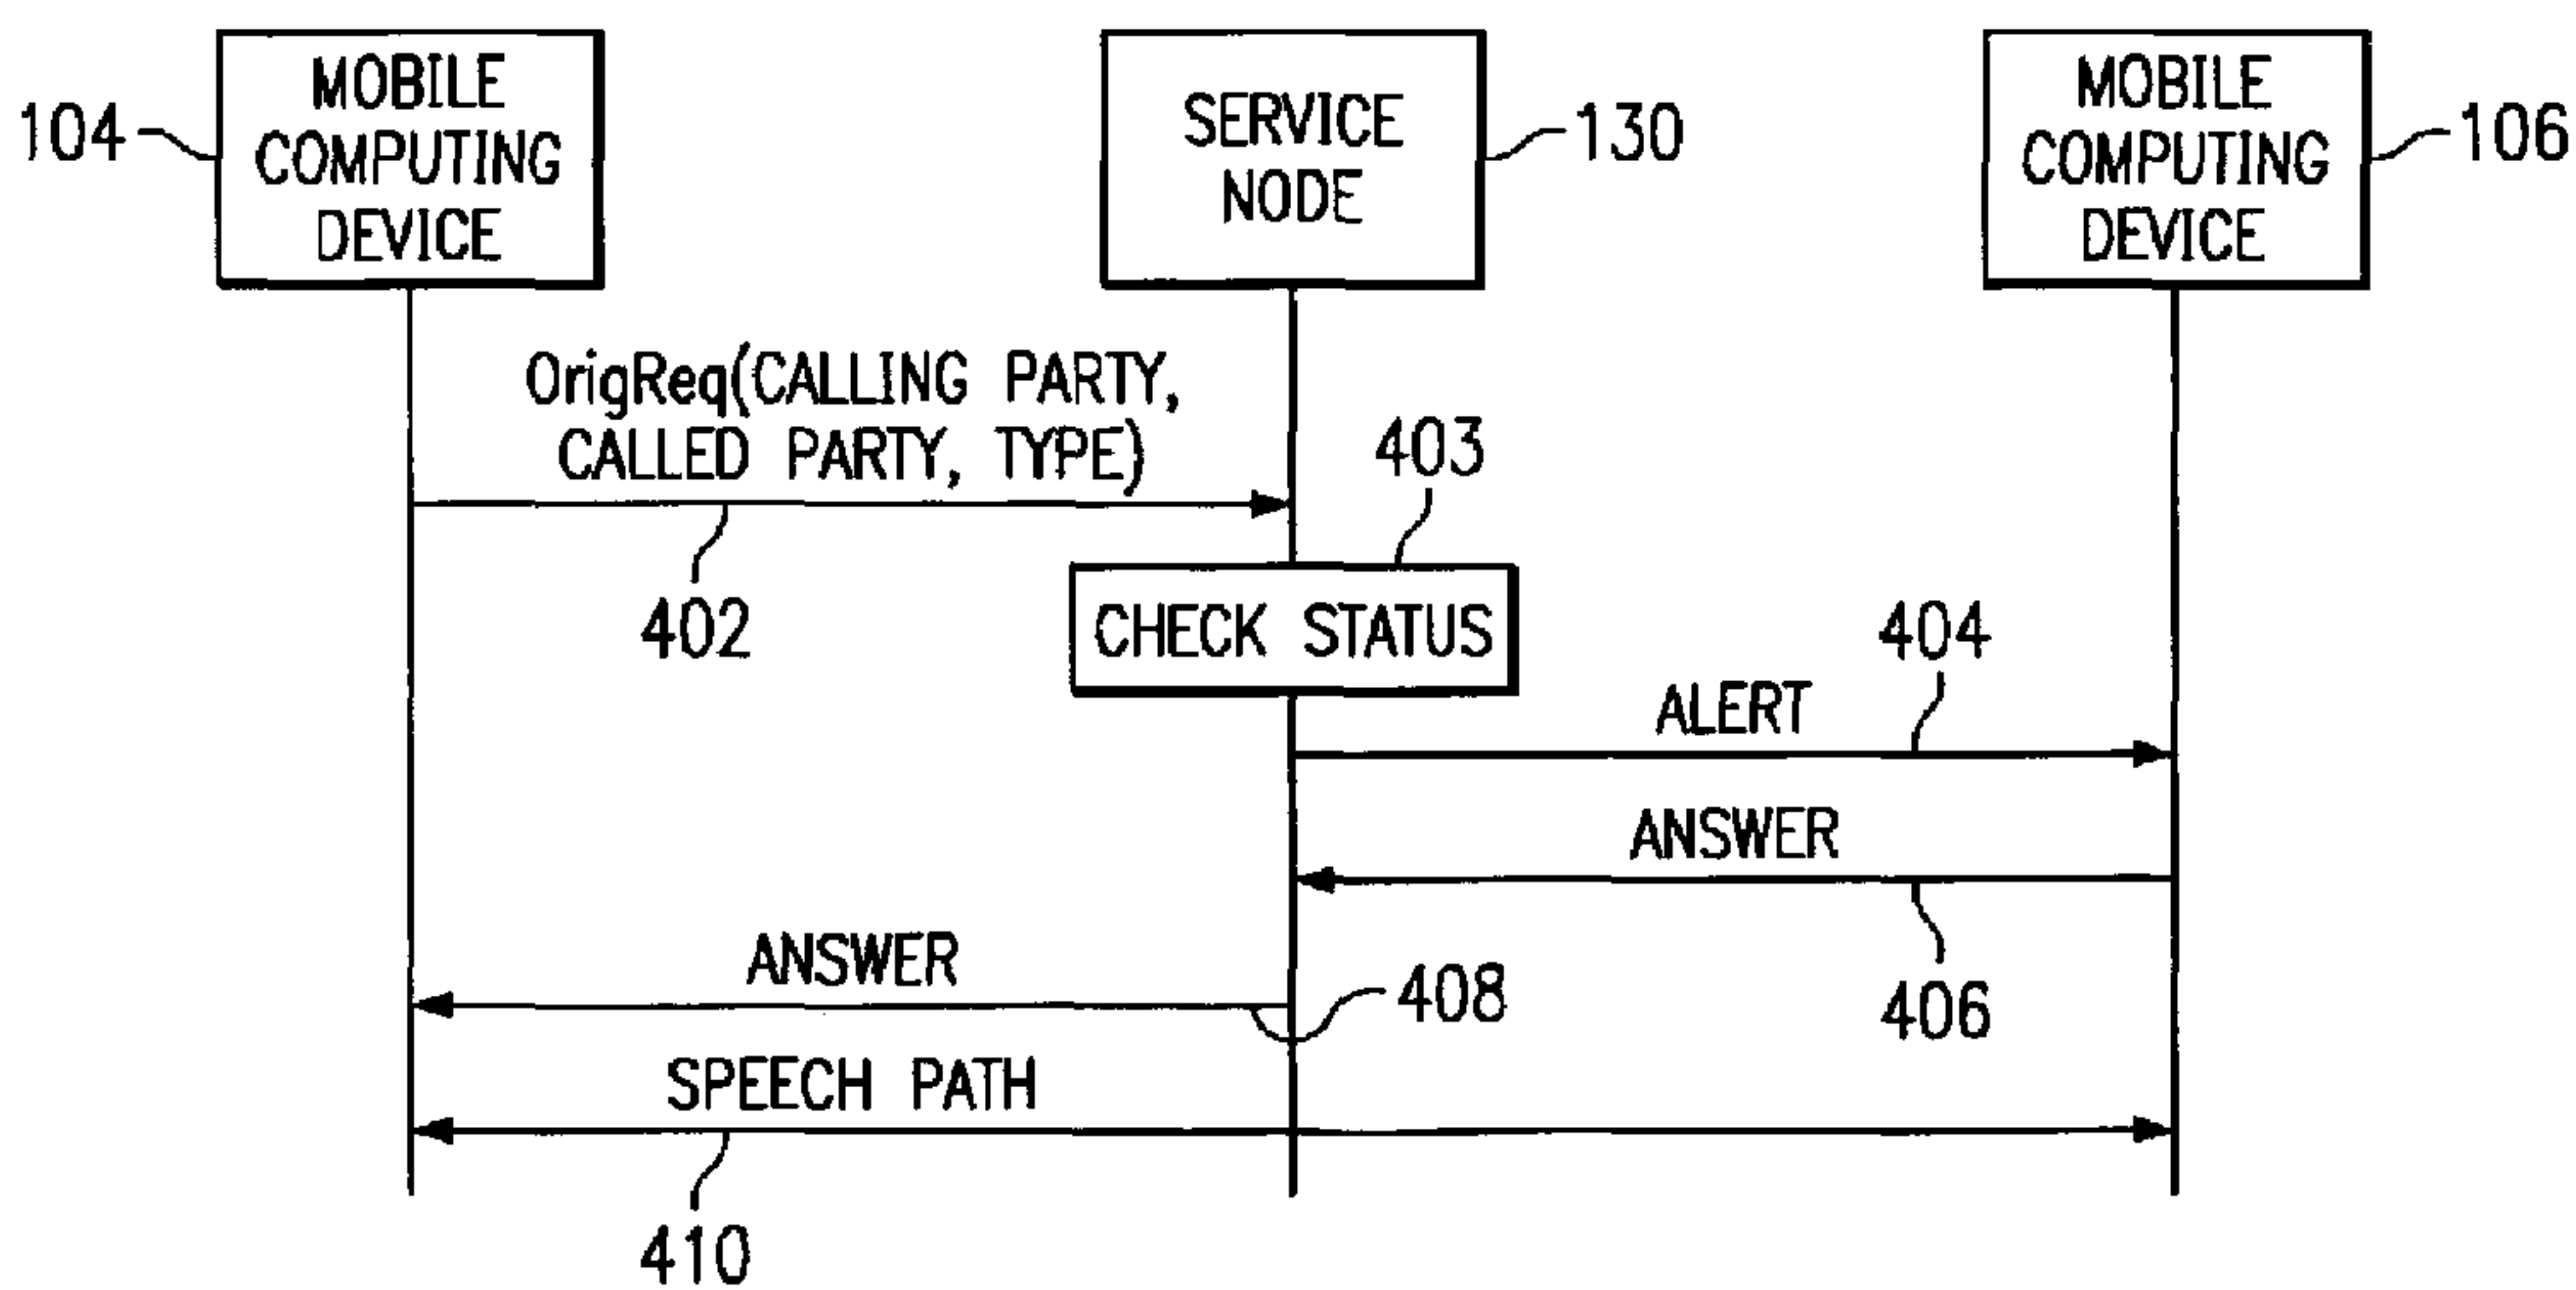 MOBILE
COMPUTING
DEVICE
104
SERVICE
NODE
130
MOBILE
COMPUTING
DEVICE
106
OrigReq(CALLING PARTY,
CALLED PARTY, TYPE)
402
403
CHECK STATUS
404
ALERT
ANSWER
406
ANSWER
408
SPEECH PATH
410